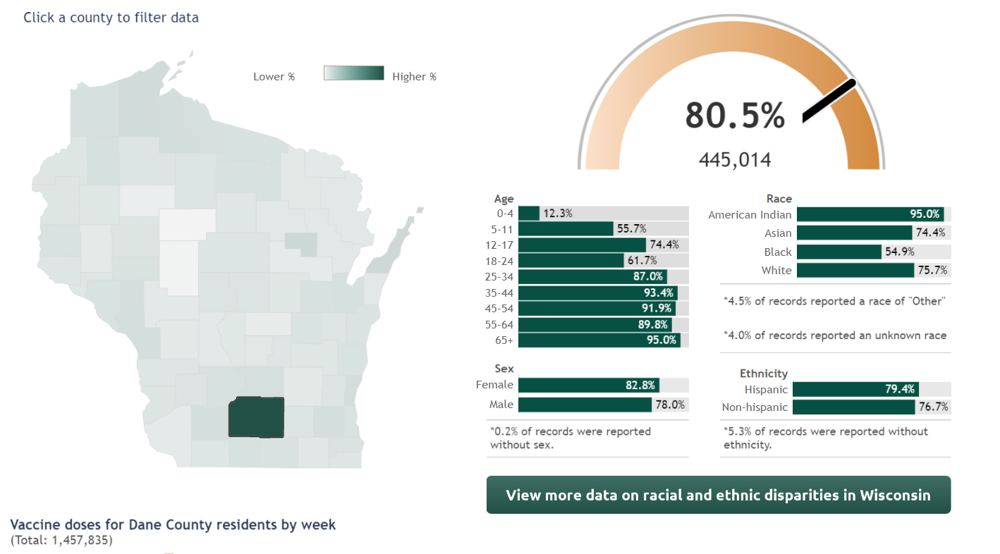 Click a county to filter data
Lower %
Higher %
80.5%
445,014
Age
0-4 12.3%
5-11 55.7%
12-17 74.4%
18-24 61.7%
25-34 87.0%
35-44 93.4%
45-54 91.9%
55-64 89.8%
65+ 95.0%
Race
American Indian 95.0%
Asian 74.4%
Black 54.9%
White 75.7%
*4.5% of records reported a race of "Other"
*4.0% of records reported an unknown race
Sex
Female 82.8%
Male 78.0%
*0.2% of records were reported
without sex.
Ethnicity
Hispanic 79.4%
Non-hispanic 76.7%
*5.3% of records were reported without
ethnicity.
View more data on racial and ethnic disparities in Wisconsin
Vaccine doses for Dane County residents by week
(Total: 1,457,835)